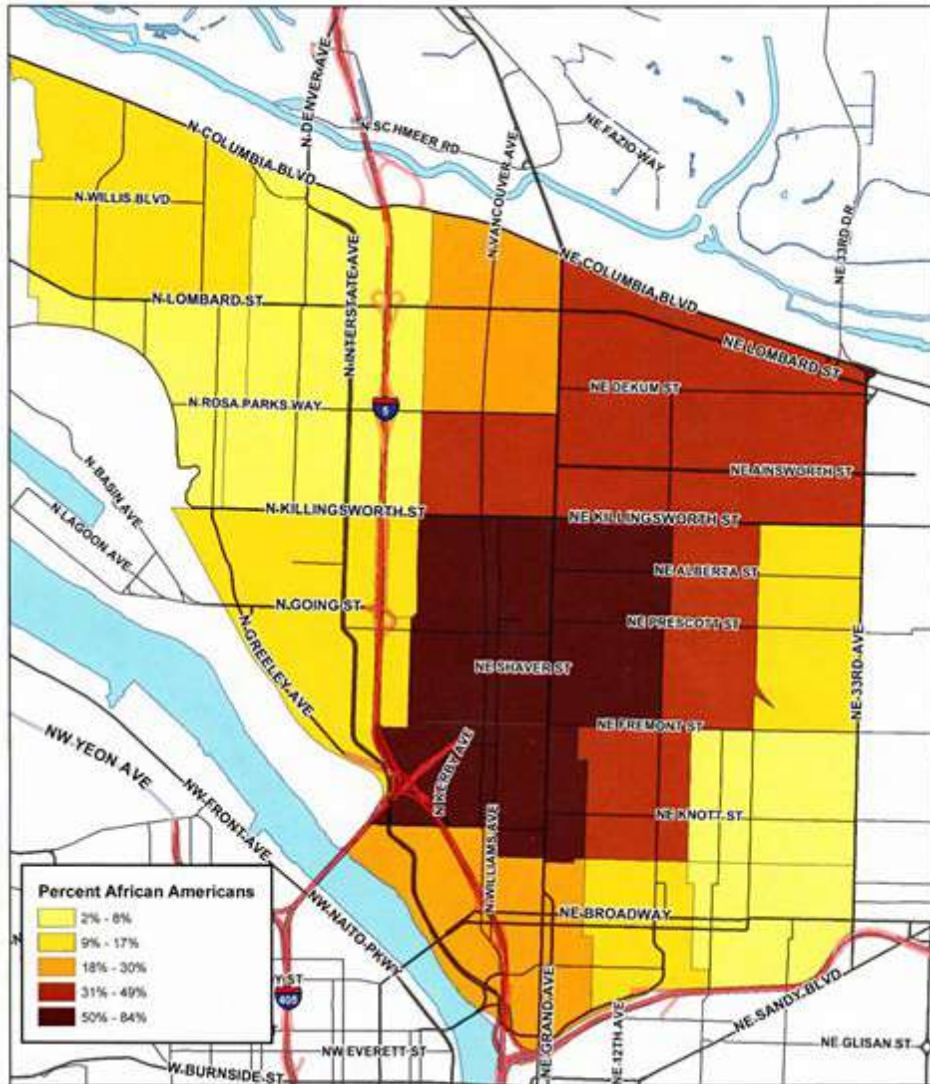 N DENVER AVE
N SCHMEER RD
N COLUMBIA BLVD
NE FAZIO WAY
N VANCOUVER AVE
N WILLIS BLVD
NE 33RD DR
NE COLUMBIA BLVD
N INTERSTATE AVE
N LOMBARD ST
NE LOMBARD ST
NE DEKUM ST
N ROSA PARKS WAY
5
N BASIN AVE
NE AINSWORTH ST
N LAGOON AVE
N KILLINGSWORTH ST
NE KILLINGSWORTH ST
NE ALBERTA ST
N GOING ST
NE PRESCOTT ST
N GREELEY AVE
NE SHAVER ST
NE 33RD AVE
NE FREMONT ST
NW YEON AVE
N KERBY AVE
NW FRONT AVE
NE KNOTT ST
N WILLIAMS AVE
Percent African Americans
2% - 8%
9% - 17%
18% - 30%
31% - 49%
50% - 84%
NW NAITO PKWY
NE BROADWAY
Y ST
405
NE GRAND AVE
NE SANDY BLVD
NE 12TH AVE
NW EVERETT ST
NE GLISAN ST
W BURNSIDE ST